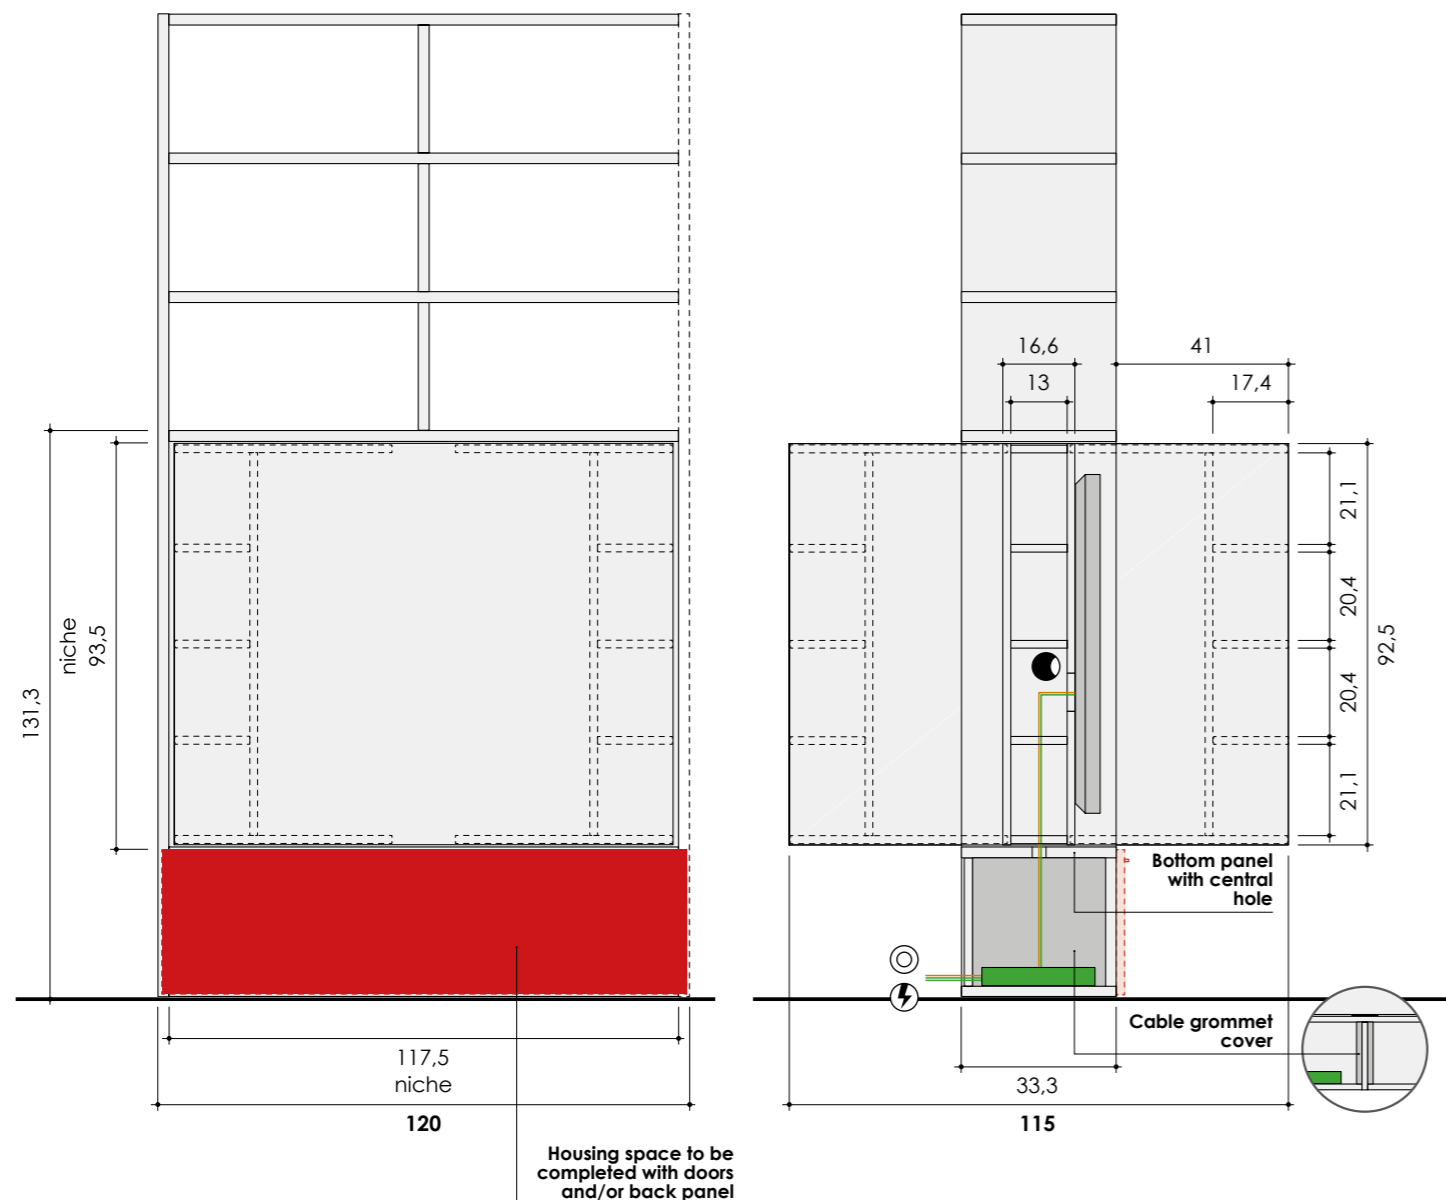 16,6
41
13
17,4
131,3
niche
93,5
21,1
20,4
20,4
21,1
92,5
Bottom panel
with central
hole
Cable grommet
cover
117,5
niche
120
33,3
115
Housing space to be
completed with doors
and/or back panel